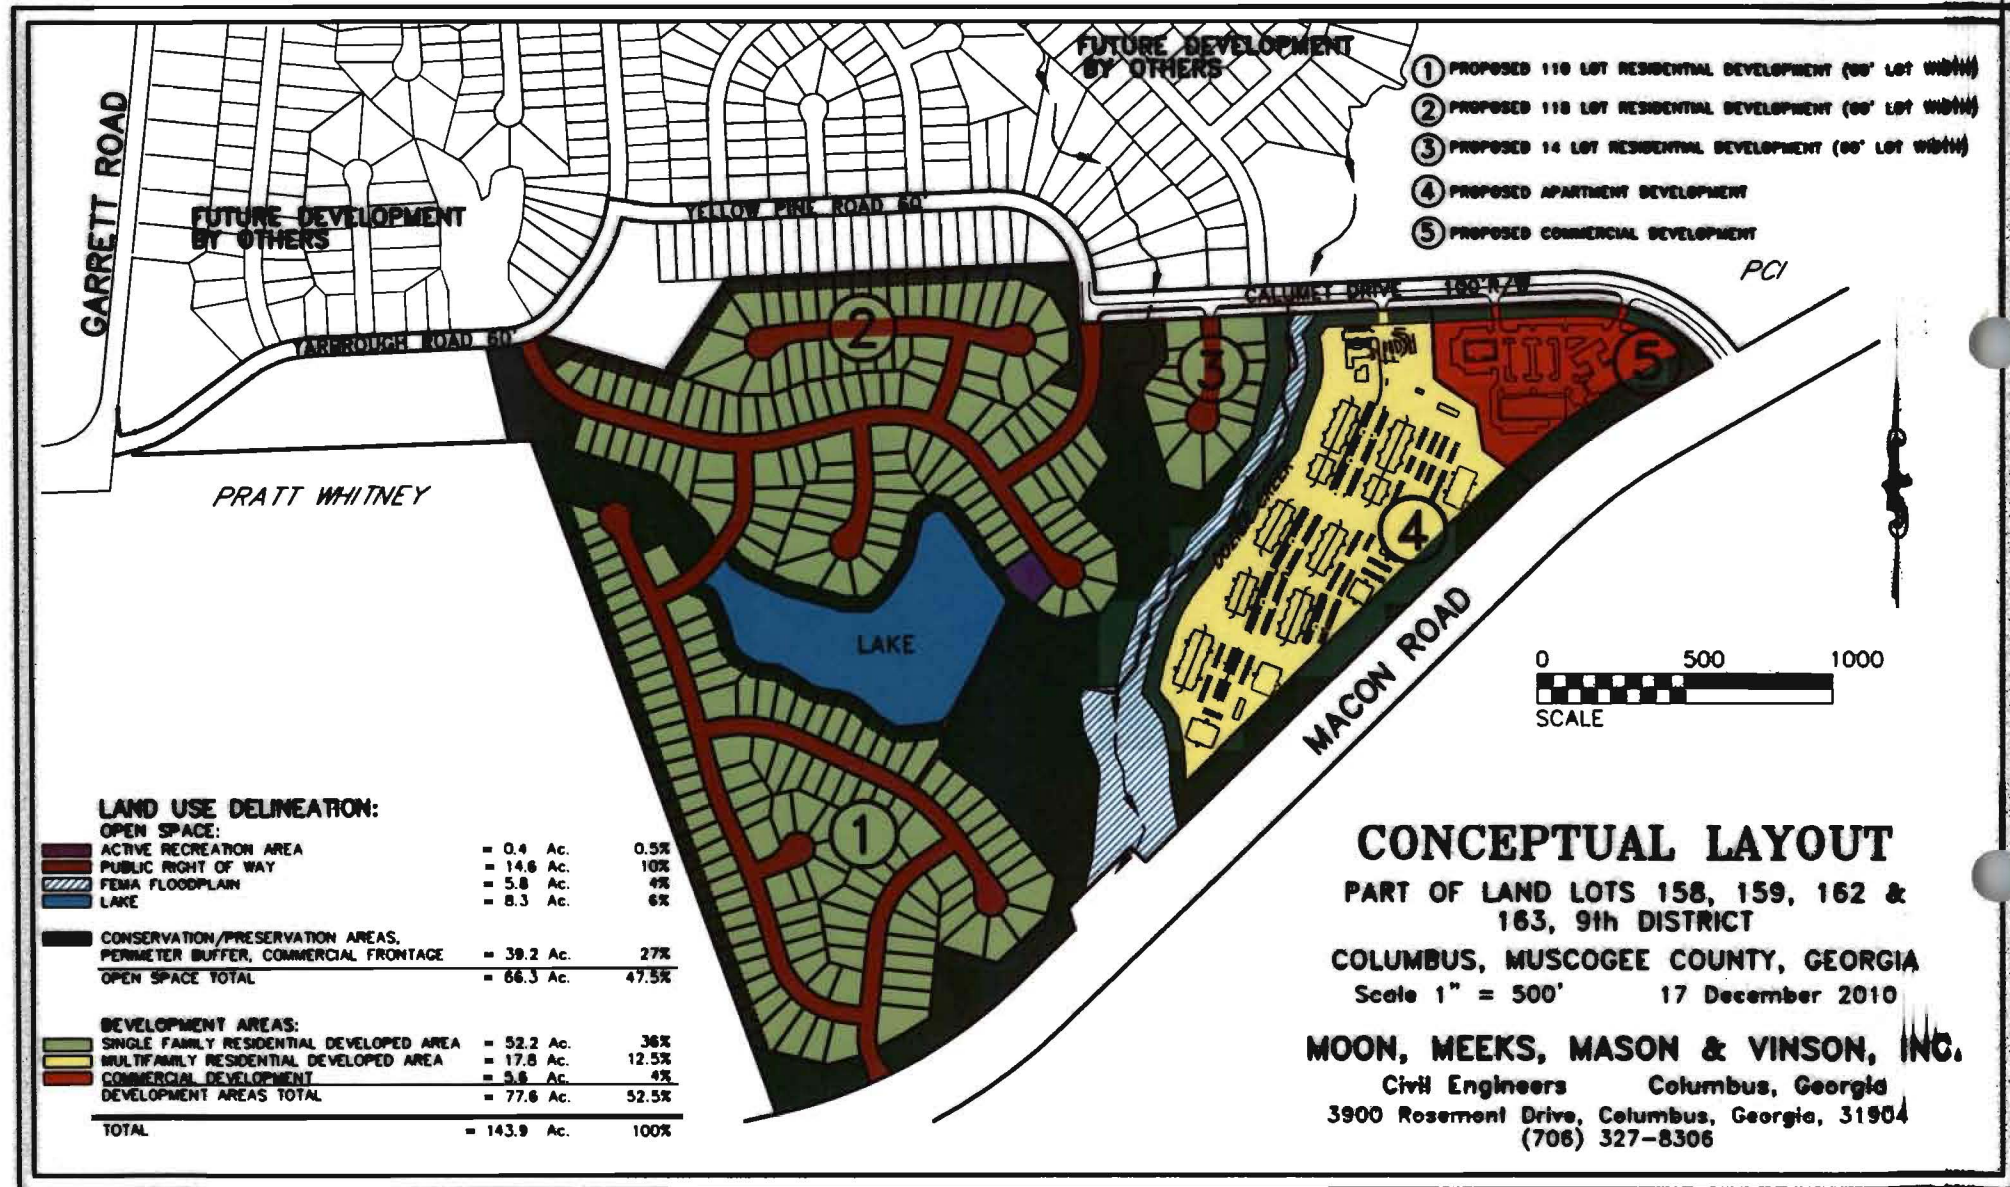 FUTURE DEVELOPMENT
BY OTHERS
① PROPOSED 110 LOT RESIDENTIAL DEVELOPMENT (60' LOT WIDTH)
② PROPOSED 118 LOT RESIDENTIAL DEVELOPMENT (60' LOT WIDTH)
③ PROPOSED 14 LOT RESIDENTIAL DEVELOPMENT (60' LOT WIDTH)
④ PROPOSED APARTMENT DEVELOPMENT
⑤ PROPOSED COMMERCIAL DEVELOPMENT
GARRETT ROAD
FUTURE DEVELOPMENT
BY OTHERS
YELLOW PINE ROAD 60'
PCI
CALUMET DRIVE 100'R/W
YARBROUGH ROAD 60'
2
3
5
PRATT WHITNEY
4
CREEK
LAKE
MACON ROAD
0 500 1000
SCALE
1
LAND USE DELINEATION:
OPEN SPACE:
ACTIVE RECREATION AREA = 0.4 Ac. 0.5%
PUBLIC RIGHT OF WAY = 14.6 Ac. 10%
FEMA FLOODPLAIN = 5.8 Ac. 4%
LAKE = 8.3 Ac. 6%
CONSERVATION/PRESERVATION AREAS,
PERIMETER BUFFER, COMMERCIAL FRONTAGE = 39.2 Ac. 27%
OPEN SPACE TOTAL = 66.3 Ac. 47.5%
DEVELOPMENT AREAS:
SINGLE FAMILY RESIDENTIAL DEVELOPED AREA = 52.2 Ac. 36%
MULTIFAMILY RESIDENTIAL DEVELOPED AREA = 17.8 Ac. 12.5%
COMMERCIAL DEVELOPMENT = 5.6 Ac. 4%
DEVELOPMENT AREAS TOTAL = 77.6 Ac. 52.5%
TOTAL = 143.9 Ac. 100%
CONCEPTUAL LAYOUT
PART OF LAND LOTS 158, 159, 162 &
163, 9th DISTRICT
COLUMBUS, MUSCOGEE COUNTY, GEORGIA
Scale 1" = 500' 17 December 2010
MOON, MEEKS, MASON & VINSON, INC.
Civil Engineers Columbus, Georgia
3900 Rosemont Drive, Columbus, Georgia, 31904
(706) 327-8306